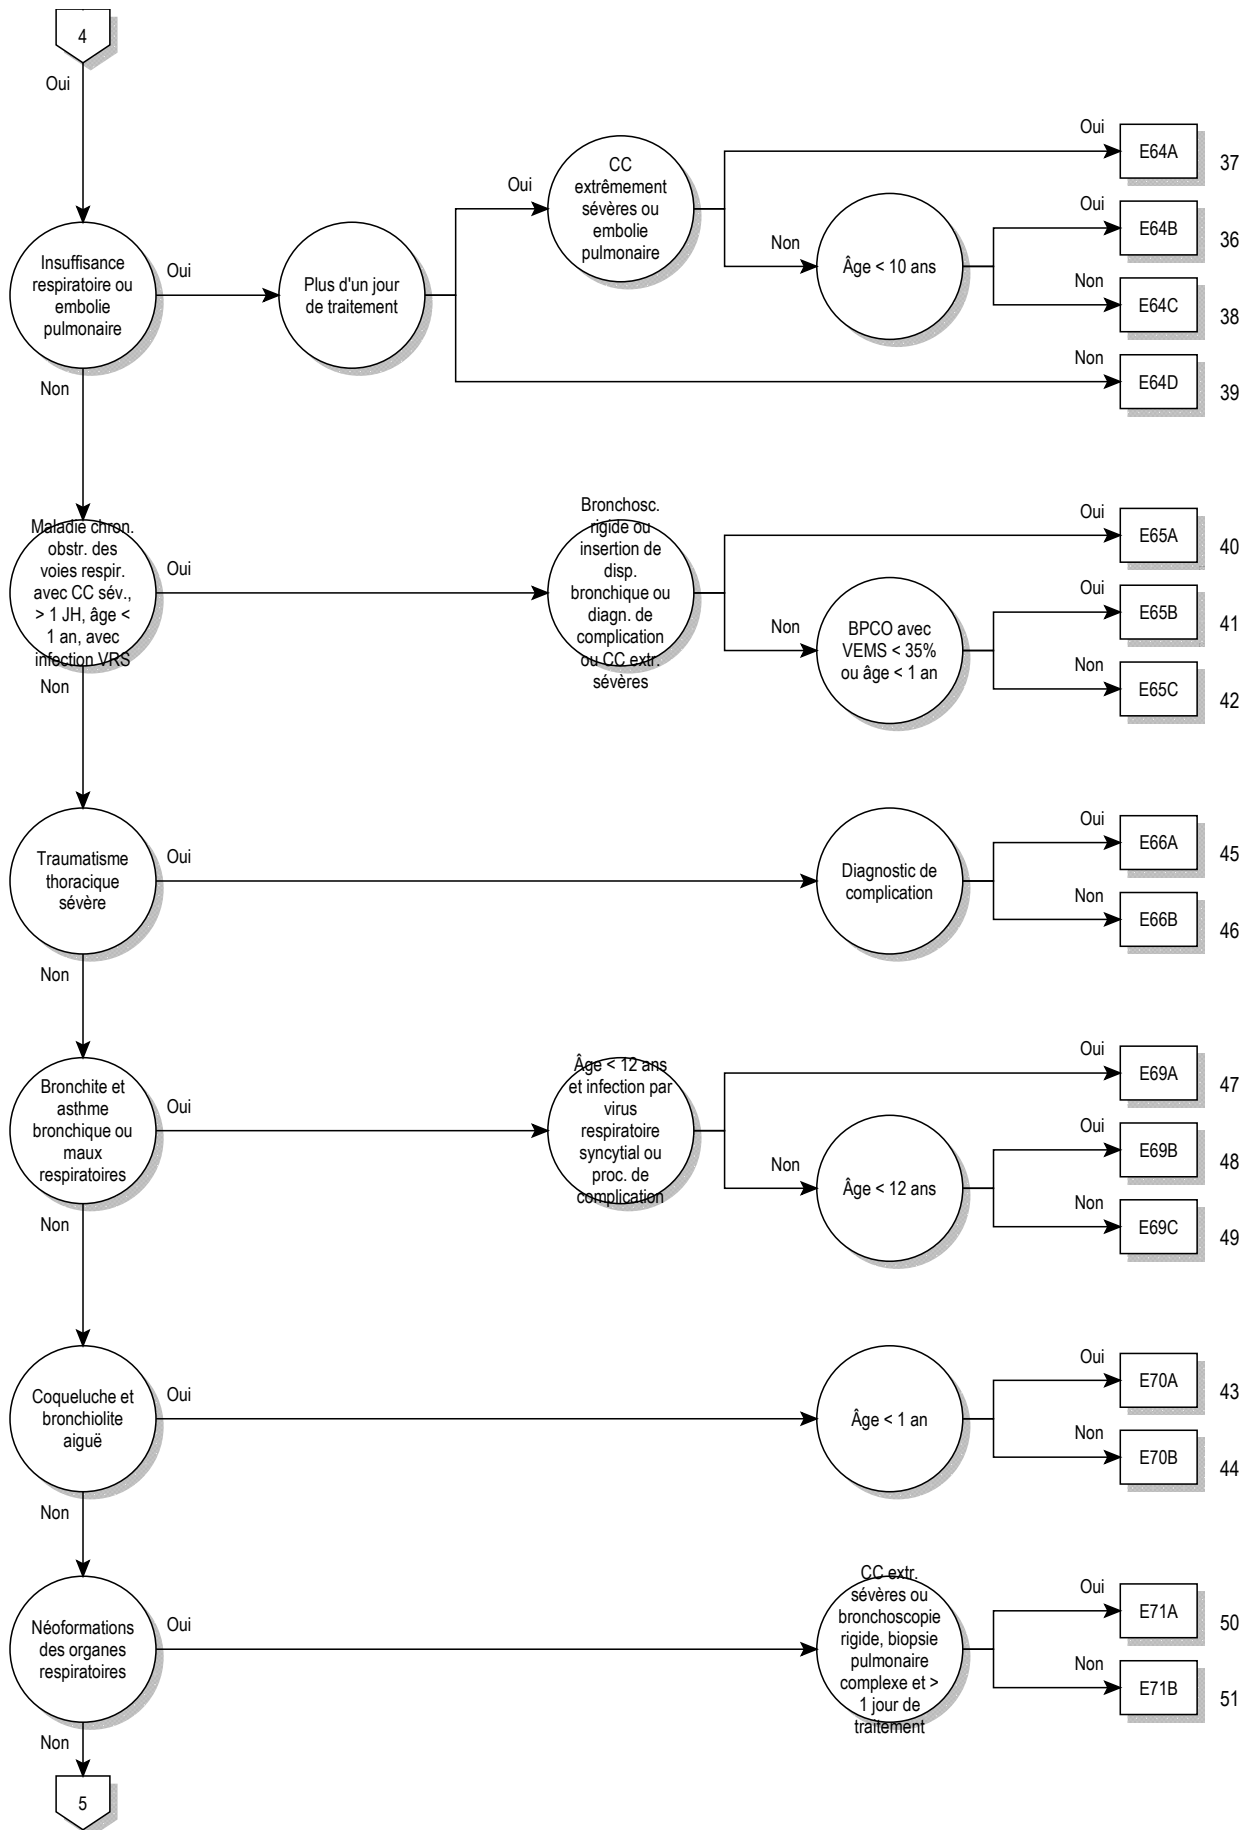 4
Oui
Oui
E64A
37
CC
extrêmement
sévères ou
embolie
pulmonaire
Oui
Oui
E64B
36
Non
Âge < 10 ans
Insuffisance
respiratoire ou
embolie
pulmonaire
Oui
Plus d'un jour
de traitement
Non
E64C
38
Non
E64D
39
Non
Maladie chron.
obstr. des
voies respir.
avec CC sév.,
> 1 JH, âge <
1 an, avec
infection VRS
Oui
Bronchosc.
rigide ou
insertion de
disp.
bronchique ou
diagn. de
complication
ou CC extr.
sévères
Oui
E65A
40
Non
BPCO avec
VEMS < 35%
ou âge < 1 an
Oui
E65B
41
Non
E65C
42
Non
Traumatisme
thoracique
sévère
Oui
Diagnostic de
complication
Oui
E66A
45
Non
E66B
46
Non
Bronchite et
asthme
bronchique ou
maux
respiratoires
Oui
Âge < 12 ans
et infection par
virus
respiratoire
syncytial ou
proc. de
complication
Oui
E69A
47
Non
Âge < 12 ans
Oui
E69B
48
Non
E69C
49
Non
Coqueluche et
bronchiolite
aiguë
Oui
Âge < 1 an
Oui
E70A
43
Non
E70B
44
Non
Néoformations
des organes
respiratoires
Oui
CC extr.
sévères ou
bronchoscopie
rigide, biopsie
pulmonaire
complexe et >
1 jour de
traitement
Oui
E71A
50
Non
E71B
51
Non
5